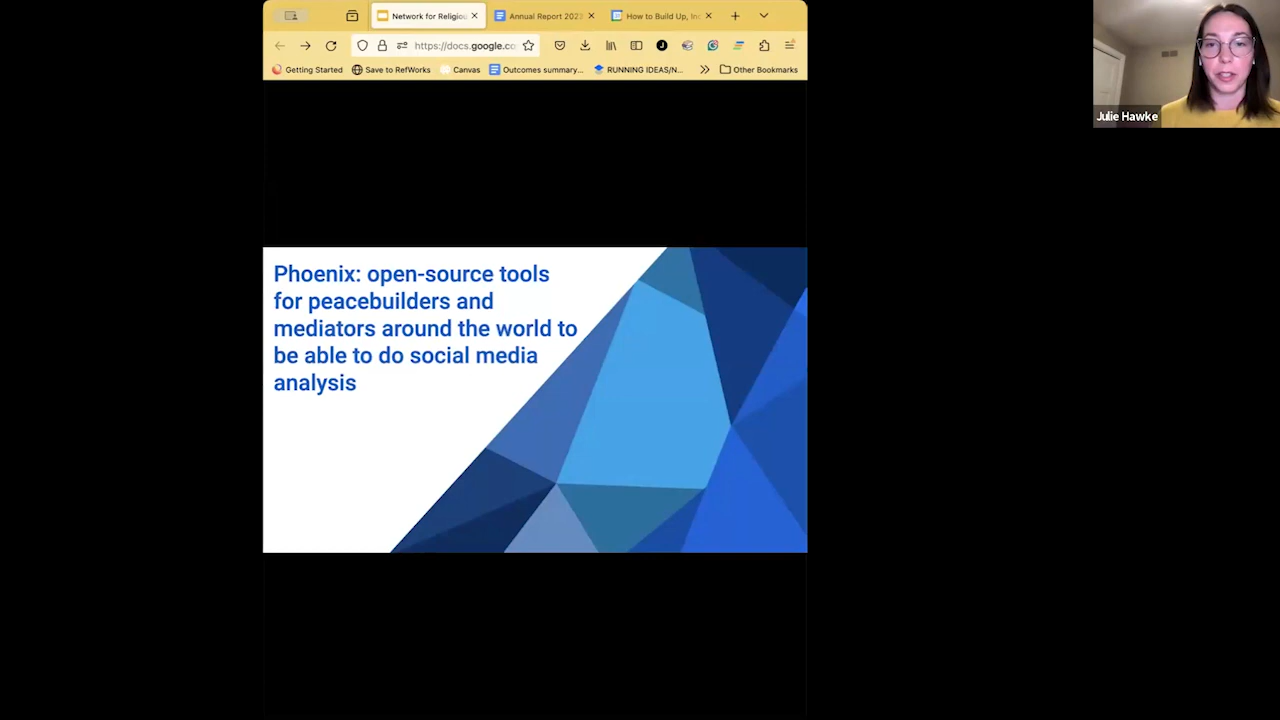 Network for Religiou
Annual Report 2023
How to Build Up, Inc
https://docs.google.co
Getting Started
Save to RefWorks
Canvas
Outcomes summary...
RUNNING IDEAS/N...
Other Bookmarks
Phoenix: open-source tools
for peacebuilders and
mediators around the world to
be able to do social media
analysis
Julie Hawke